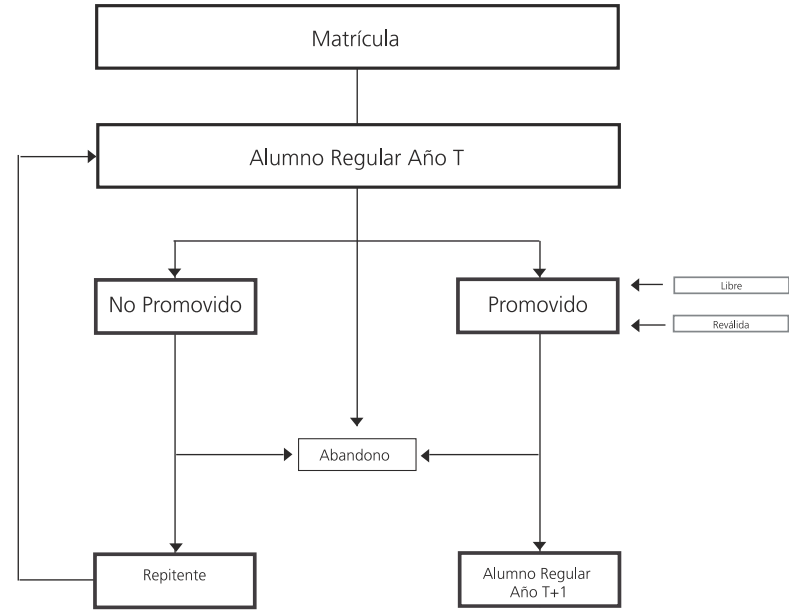 Matrícula
Alumno Regular Año T
No Promovido
Promovido
Libre
Reválida
Abandono
Repitente
Alumno Regular
Año T+1